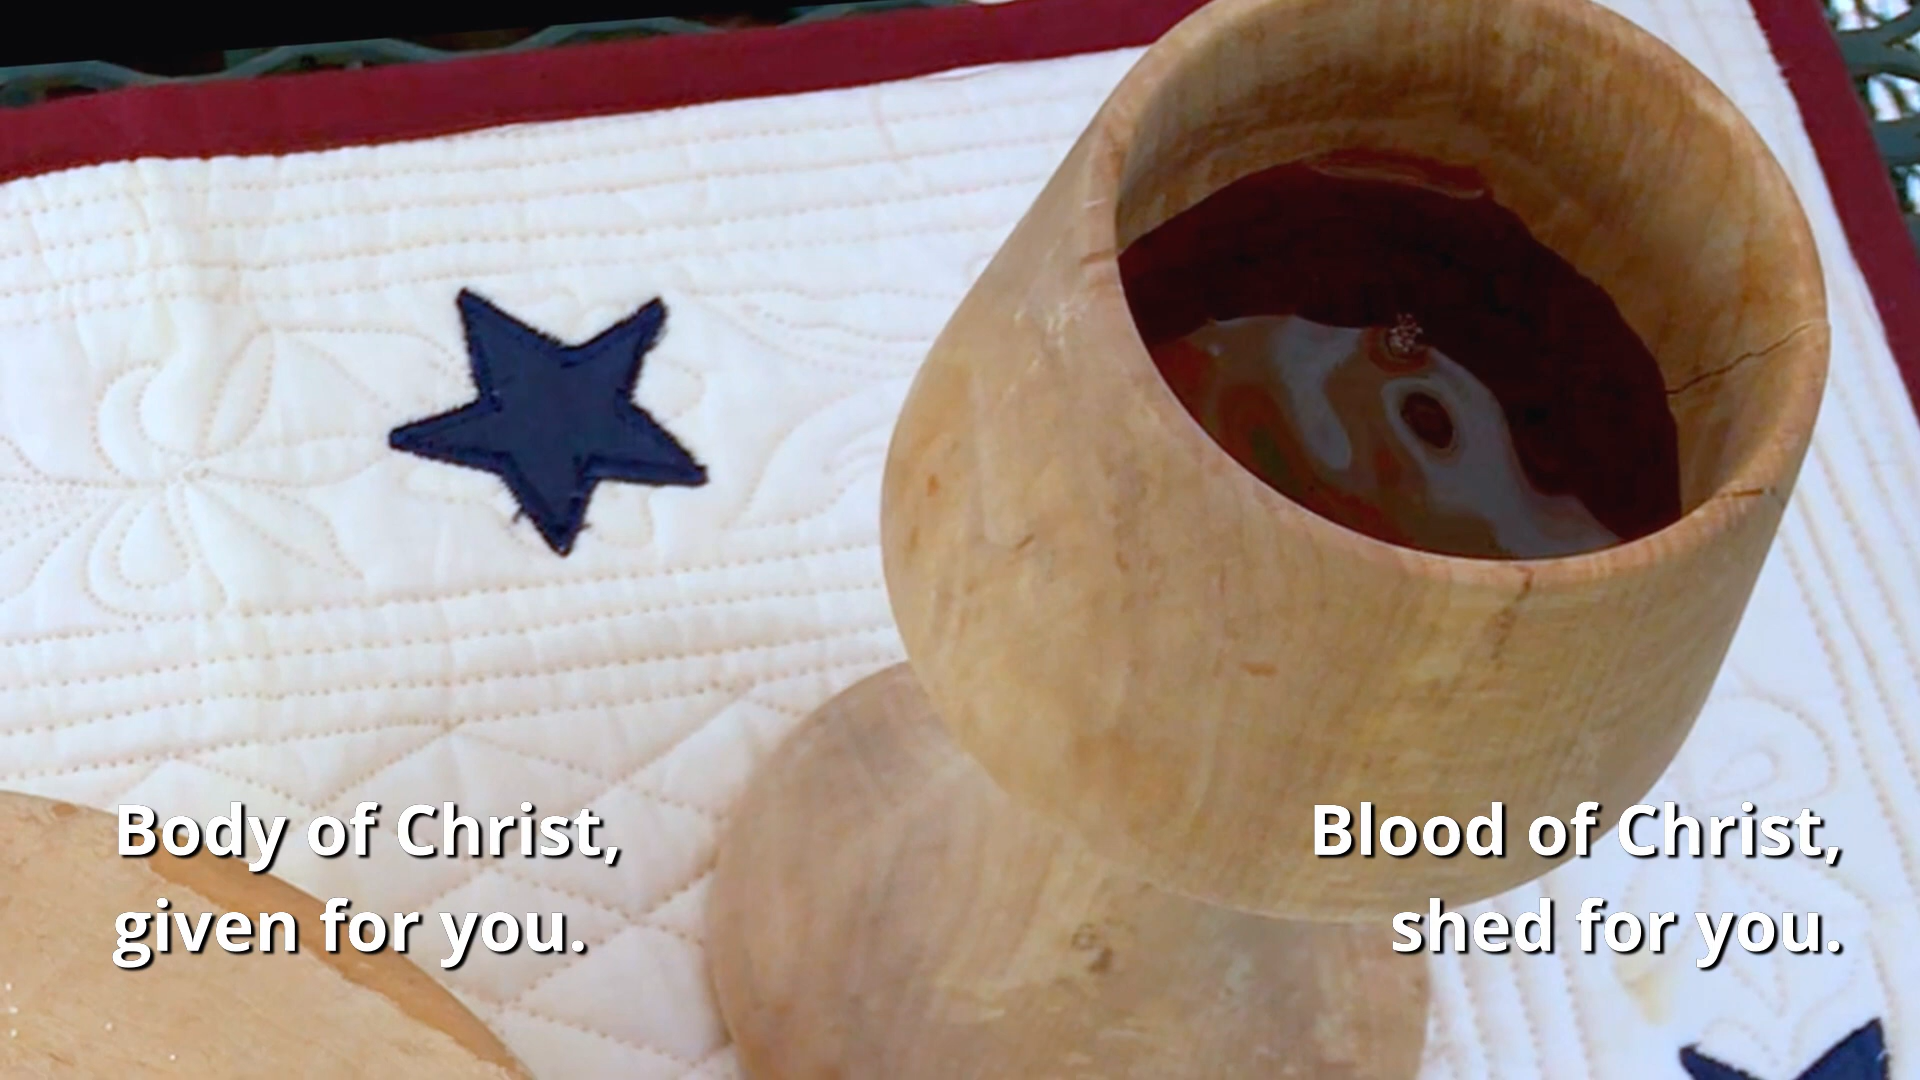 Body of Christ,
given for you.
Blood of Christ,
shed for you.